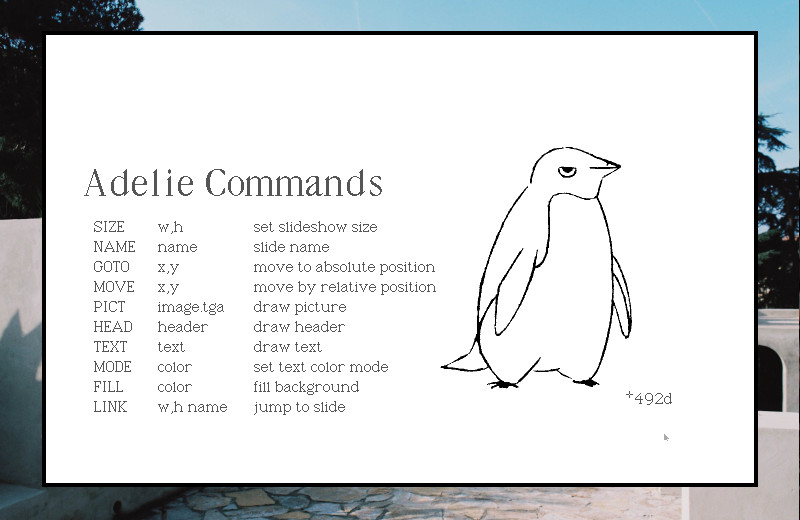 Adelie Commands
SIZE w,h set slideshow size
NAME name slide name
GOTO x,y move to absolute position
MOVE x,y move by relative position
PICT image.tga draw picture
HEAD header draw header
TEXT text draw text
MODE color set text color mode
FILL color fill background
LINK w,h name jump to slide
+492d